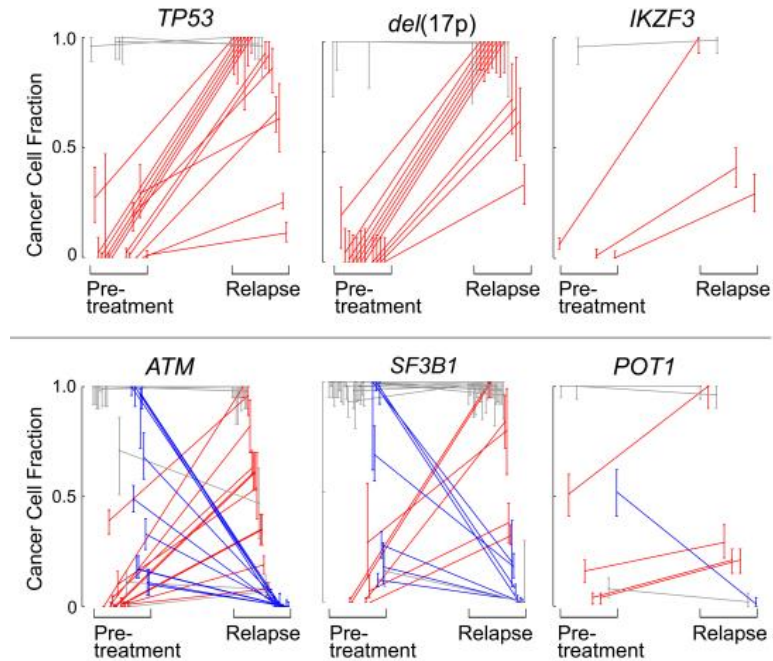 TP53
del(17p)
IKZF3
Cancer Cell Fraction
1.0
0.5
0
Pre-
treatment
Relapse
Pre-
treatment
Relapse
Pre-
treatment
Relapse
ATM
SF3B1
POT1
Cancer Cell Fraction
1.0
0.5
0
Pre-
treatment
Relapse
Pre-
treatment
Relapse
Pre-
treatment
Relapse